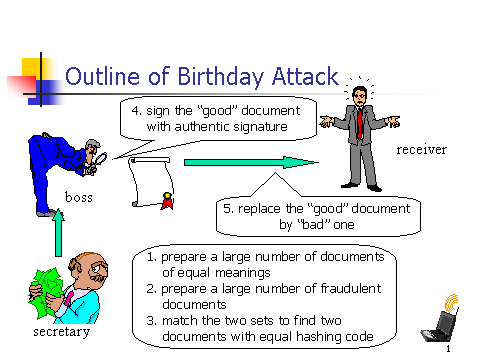 Outline of Birthday Attack
4. sign the “good” document
with authentic signature
receiver
boss
5. replace the “good” document
by “bad” one
1. prepare a large number of documents
of equal meanings
2. prepare a large number of fraudulent
documents
3. match the two sets to find two
documents with equal hashing code
secretary
1